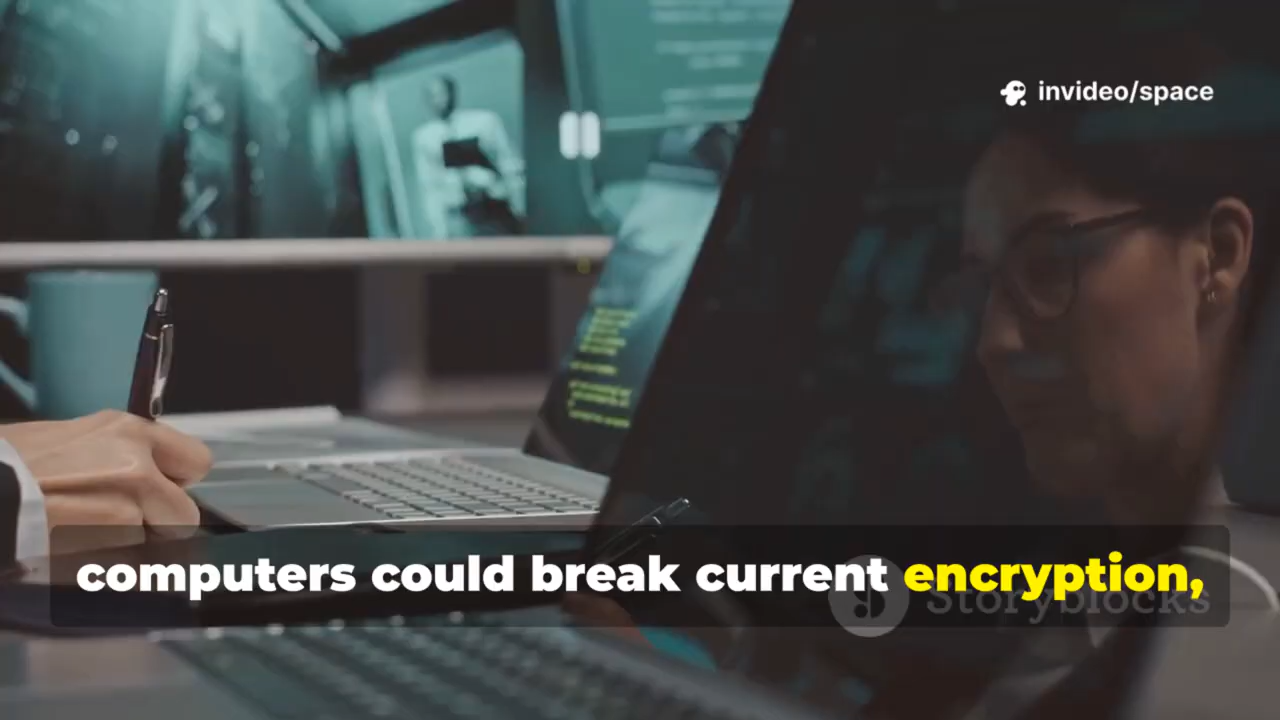 invideo/space
computers could break current encryption,
Storyblocks